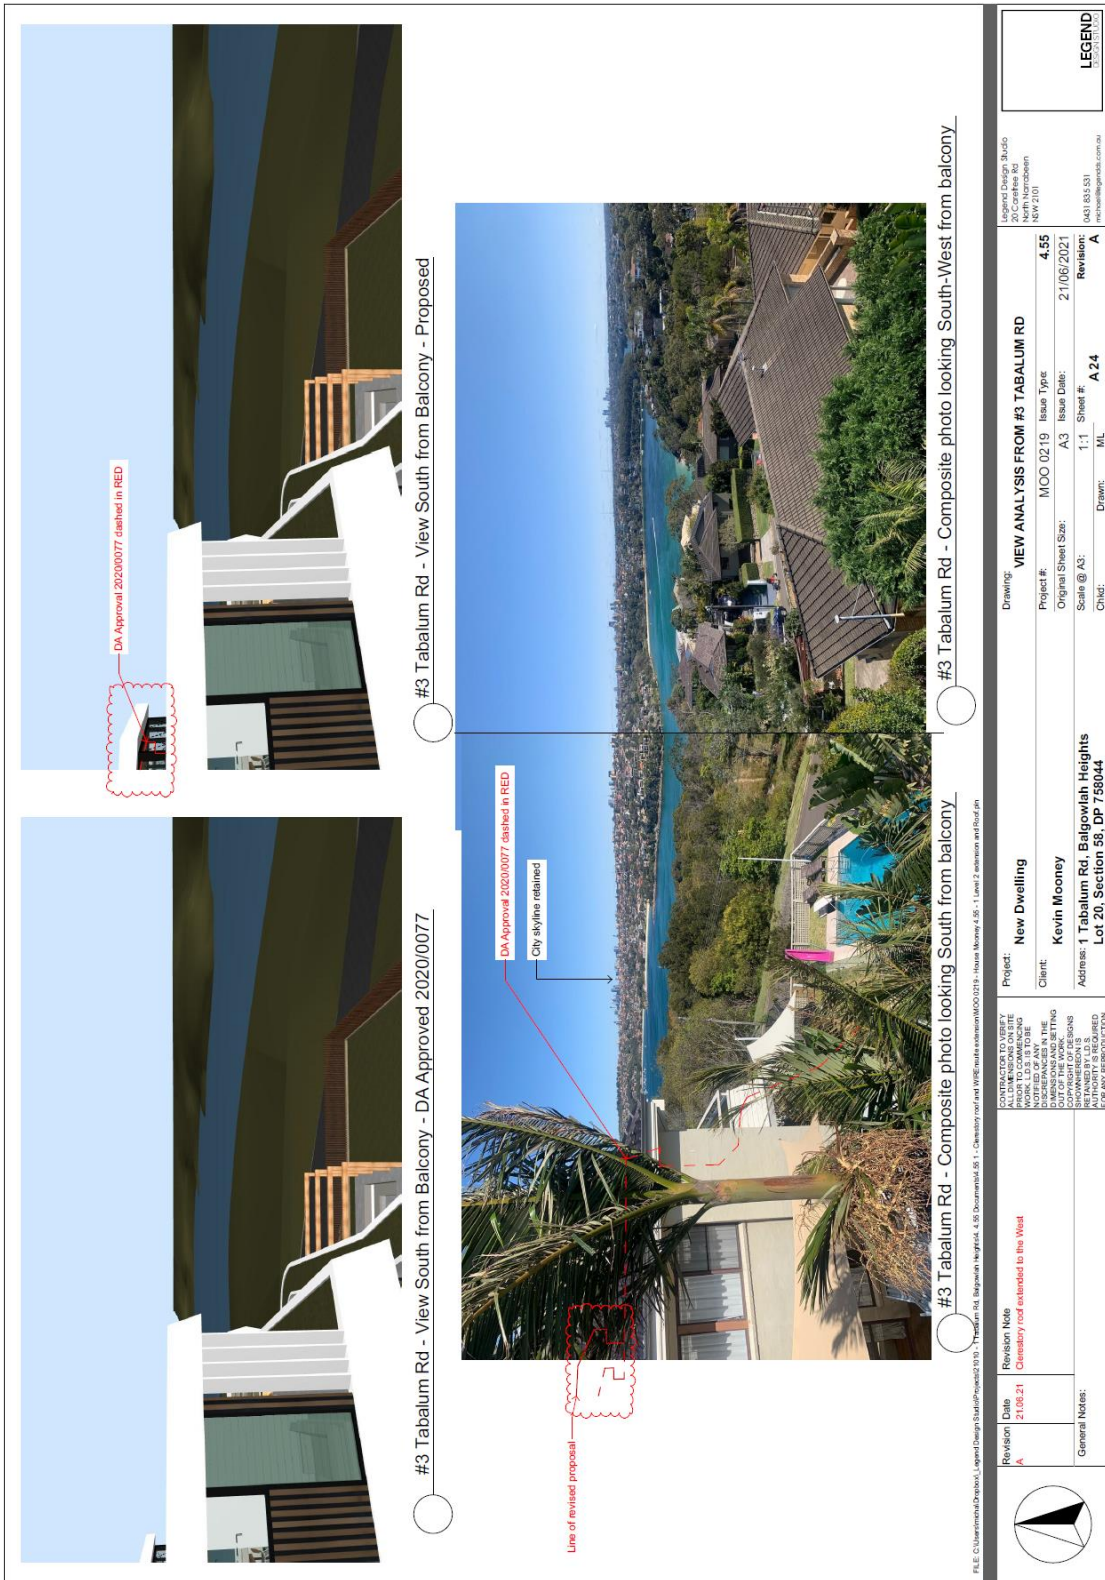 #3 Tabalum Rd - View South from Balcony - DA Approved 2020/0077
DA Approval 2020/0077 dashed in RED
#3 Tabalum Rd - View South from Balcony - Proposed
Line of revised proposal
DA Approval 2020/0077 dashed in RED
City skyline retained
#3 Tabalum Rd - Composite photo looking South from balcony
#3 Tabalum Rd - Composite photo looking South-West from balcony
Revision
Date
Revision Note
A
21.06.21
Clerestory roof extended to the West
General Notes:
CONTRACTOR TO VERIFY
ALL DIMENSIONS ON SITE
PRIOR TO COMMENCING
WORK. L.D.S. IS TO BE
NOTIFIED OF ANY
DISCREPANCIES IN THE
DIMENSIONS AND SETTING
OUT OF THE WORK.
COPYRIGHT OF DESIGNS
SHOWN HEREON IS
RETAINED BY L.D.S.
AUTHORITY IS REQUIRED
FOR ANY REPRODUCTION
Project:
New Dwelling
Client:
Kevin Mooney
Address: 1 Tabalum Rd, Balgowlah Heights
Lot 20, Section 58, DP 758044
Drawing:
VIEW ANALYSIS FROM #3 TABALUM RD
Project #: MOO 0219 Issue Type: 4.55
Original Sheet Size: A3 Issue Date: 21/06/2021
Scale @ A3: 1:1 Sheet #: A 24 Revision: A
Chkd: Drawn: ML
Legend Design Studio
20 Carefree Rd
North Narrabeen
NSW 2101
0431 835 531
michael@legendds.com.au
LEGEND
DESIGN STUDIO